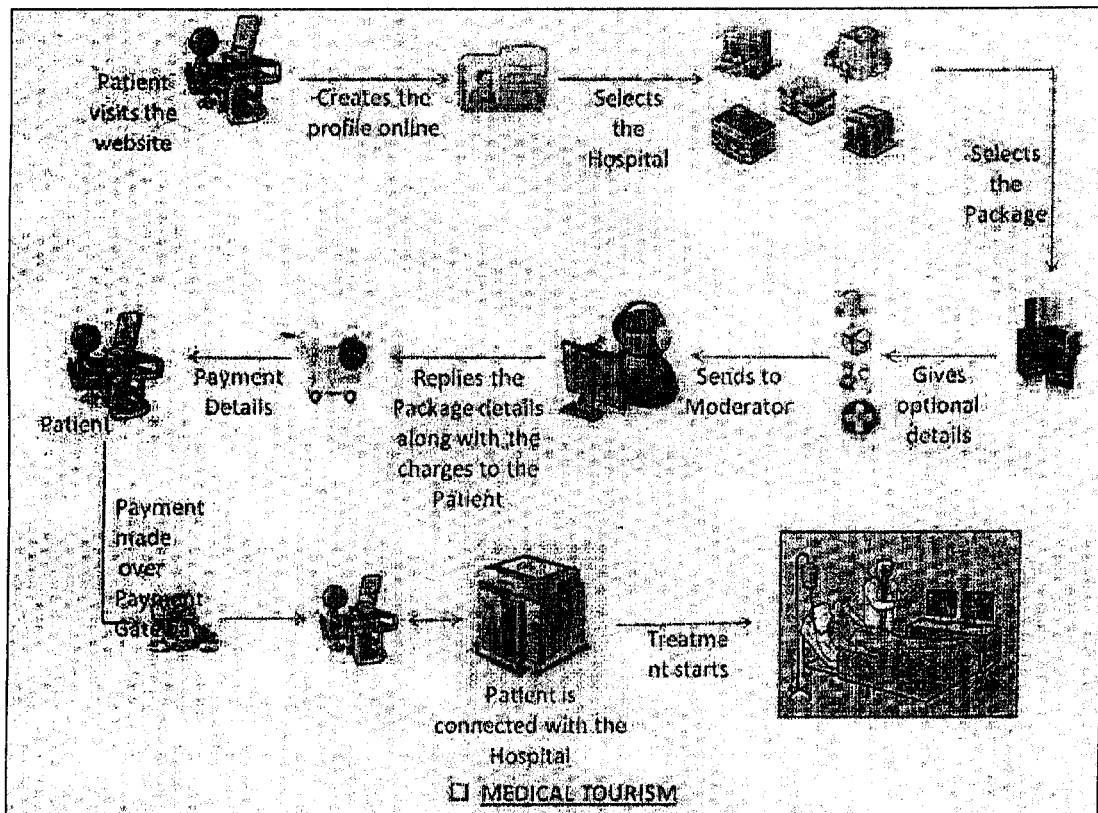 Patient
visits the
website
Creates the
profile online
Selects
the
Hospital
Selects
the
Package
Gives
optional
details
Sends to
Moderator
Replies the
Package details
along with the
charges to the
Patient
Payment
Details
Patient
Payment
made
over
Payment
Gateway
Patient is
connected with the
Hospital
Treatme
nt starts
MEDICAL TOURISM